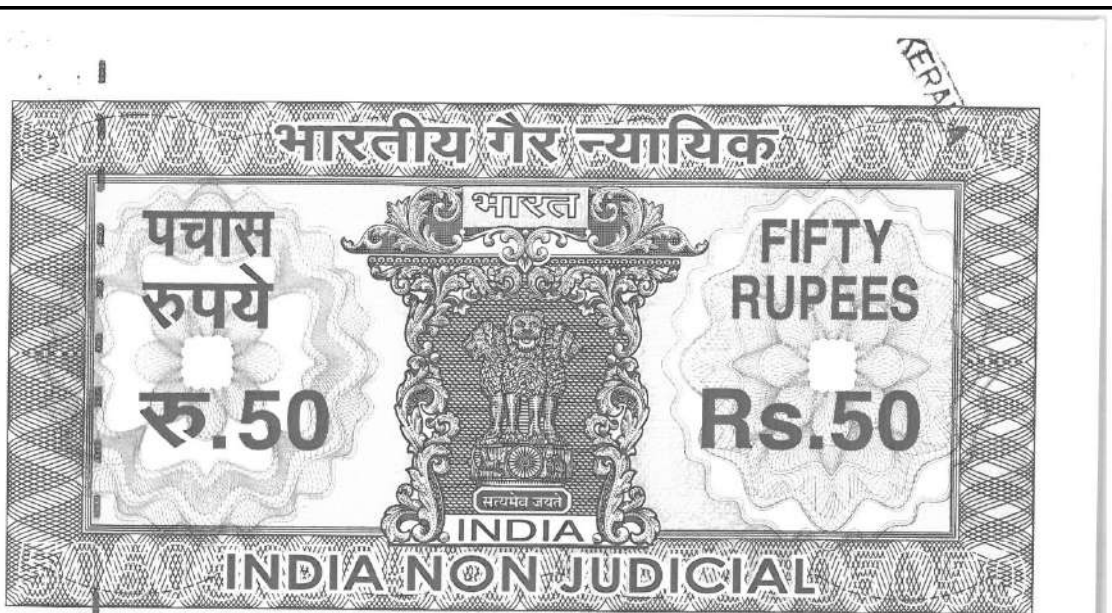 भारतीय गैर न्यायिक
भारत
पचास
रुपये
रु.50
FIFTY
RUPEES
Rs.50
सत्यमेव जयते
INDIA
INDIA NON JUDICIAL